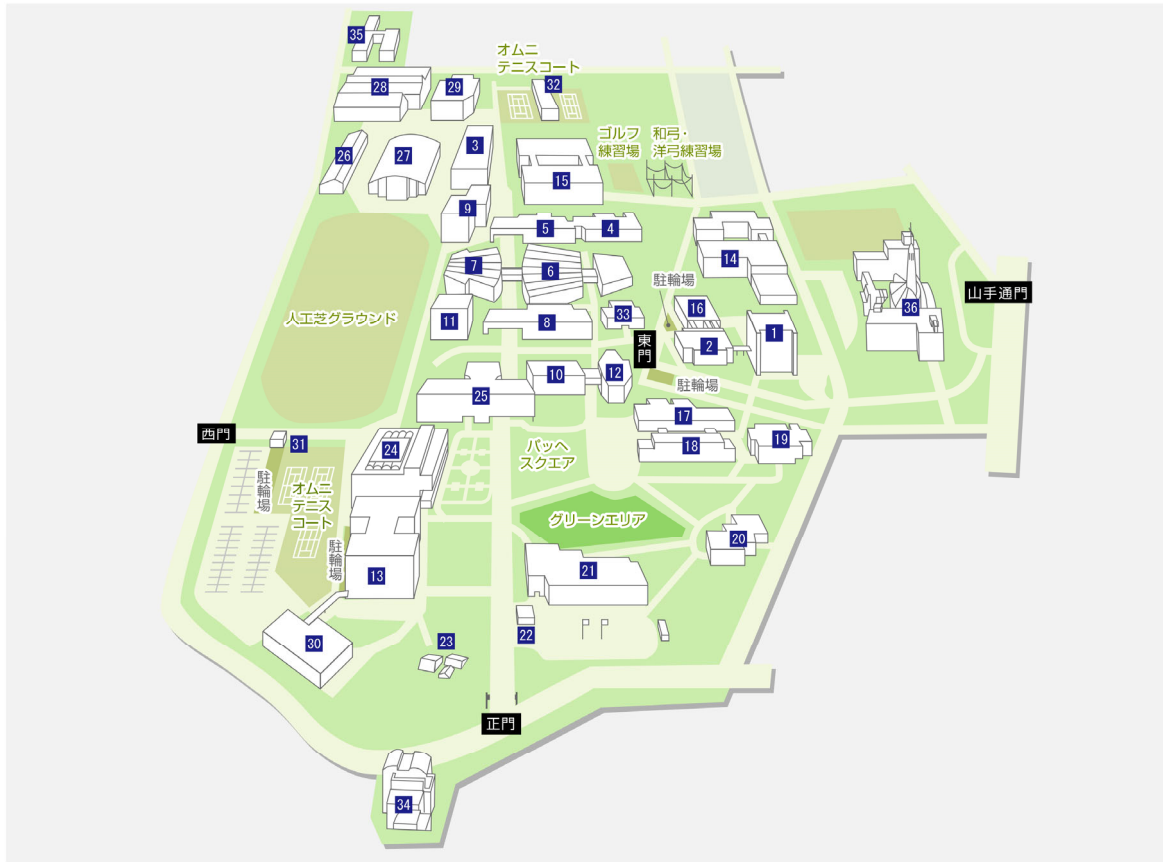 35
オムニ
テニスコート
28
29
32
3
ゴルフ
練習場
和弓・
洋弓練習場
26
27
15
9
5
4
7
6
14
駐輪場
山手通門
人工芝グラウンド
11
8
33
16
36
東門
2
1
10
12
駐輪場
25
17
西門
31
24
バッヘ
スクエア
18
19
駐輪場
オムニ
テニス
コート
グリーンエリア
20
駐輪場
13
21
22
30
23
正門
34